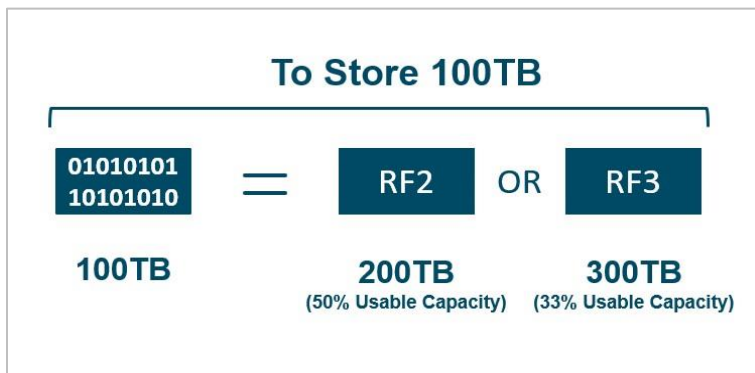 To Store 100TB
01010101
10101010
=
RF2
OR
RF3
100TB
200TB
(50% Usable Capacity)
300TB
(33% Usable Capacity)